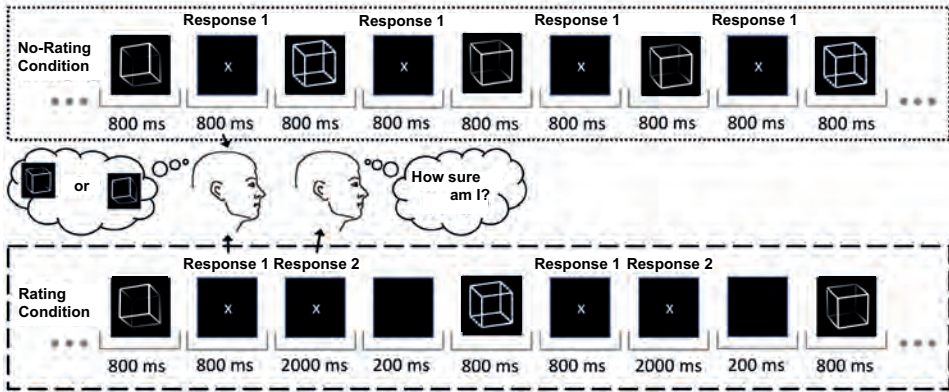 Response 1 Response 1 Response 1 Response 1
No-Rating
Condition
x x x x
800 ms 800 ms 800 ms 800 ms 800 ms 800 ms 800 ms 800 ms 800 ms
or
How sure
am I?
Response 1 Response 2 Response 1 Response 2
Rating
Condition
x x x x
800 ms 800 ms 2000 ms 200 ms 800 ms 800 ms 2000 ms 200 ms 800 ms